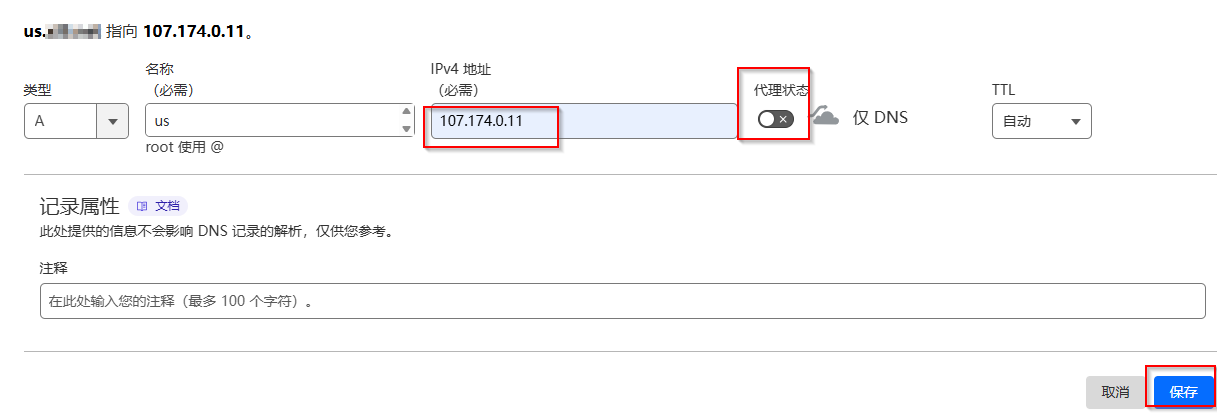 us. 指向 107.174.0.11。
类型
名称
（必需）
IPv4 地址
（必需）
代理状态
TTL
A
us
107.174.0.11
仅 DNS
自动
root 使用 @
记录属性 文档
此处提供的信息不会影响 DNS 记录的解析，仅供您参考。
注释
在此处输入您的注释（最多 100 个字符）。
取消 保存